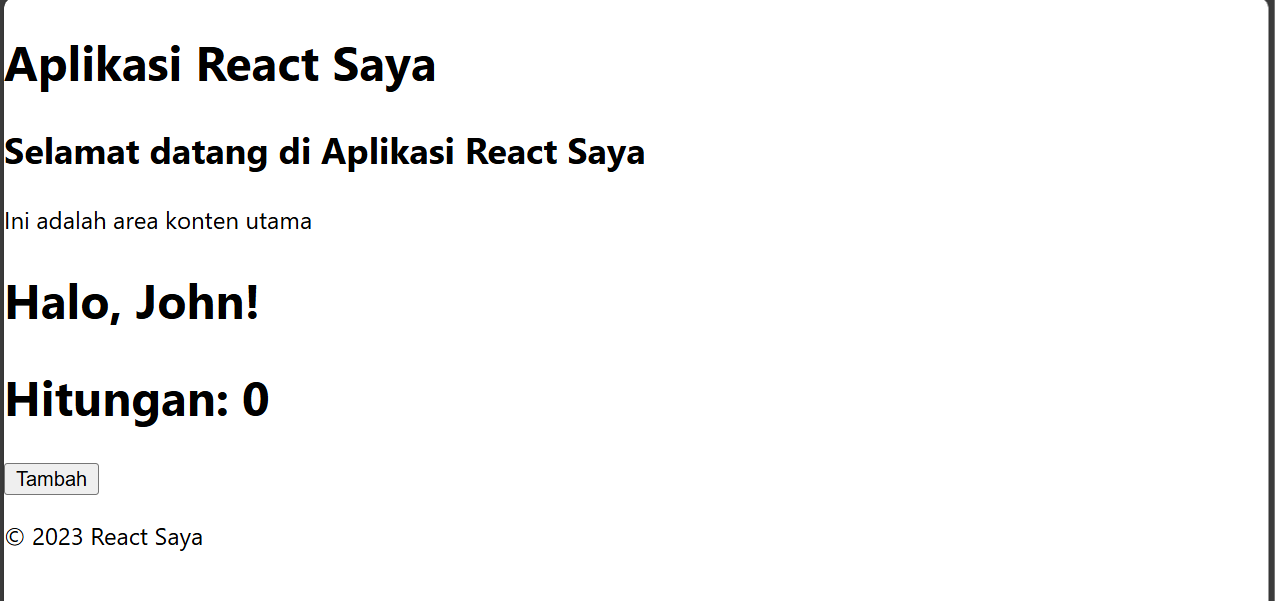 Aplikasi React Saya
Selamat datang di Aplikasi React Saya
Ini adalah area konten utama
Halo, John!
Hitungan: 0
Tambah
© 2023 React Saya